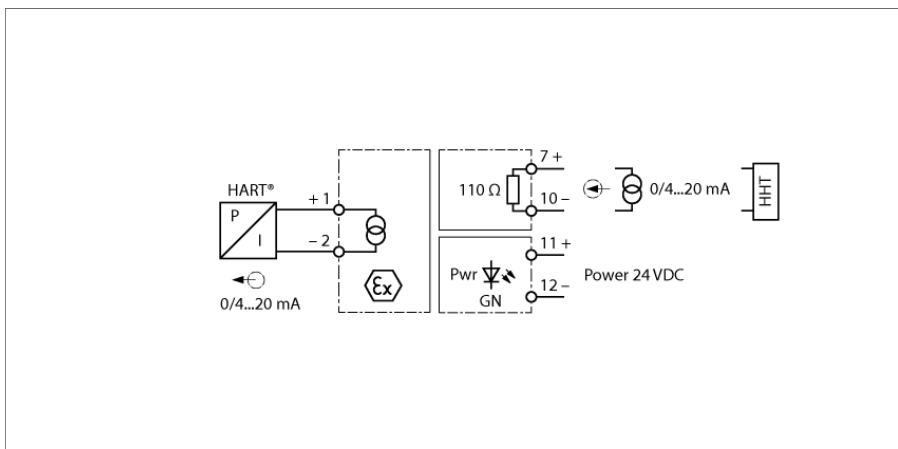 HART®
P
I
+ 1
– 2
0/4...20 mA
Ex
110 Ω
7 +
10 –
0/4...20 mA
HHT
Pwr
GN
11 +
12 –
Power 24 VDC